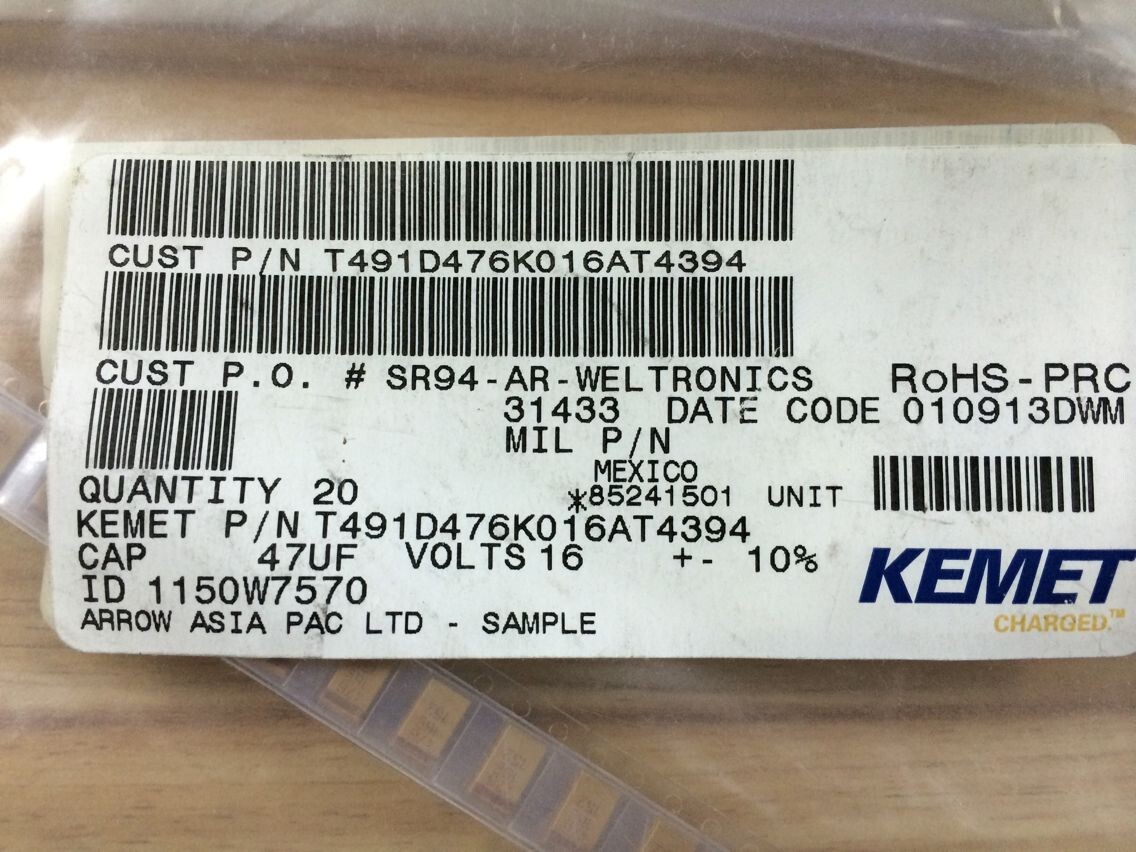 CUST P/N T491D476K016AT4394
CUST P.O. # SR94-AR-WELTRONICS RoHS-PRC
31433 DATE CODE 010913DWM
MIL P/N
MEXICO
QUANTITY 20 *85241501 UNIT
KEMET P/N T491D476K016AT4394
CAP 47UF VOLTS 16 +- 10%
ID 1150W7570
ARROW ASIA PAC LTD - SAMPLE
KEMET
CHARGED.™